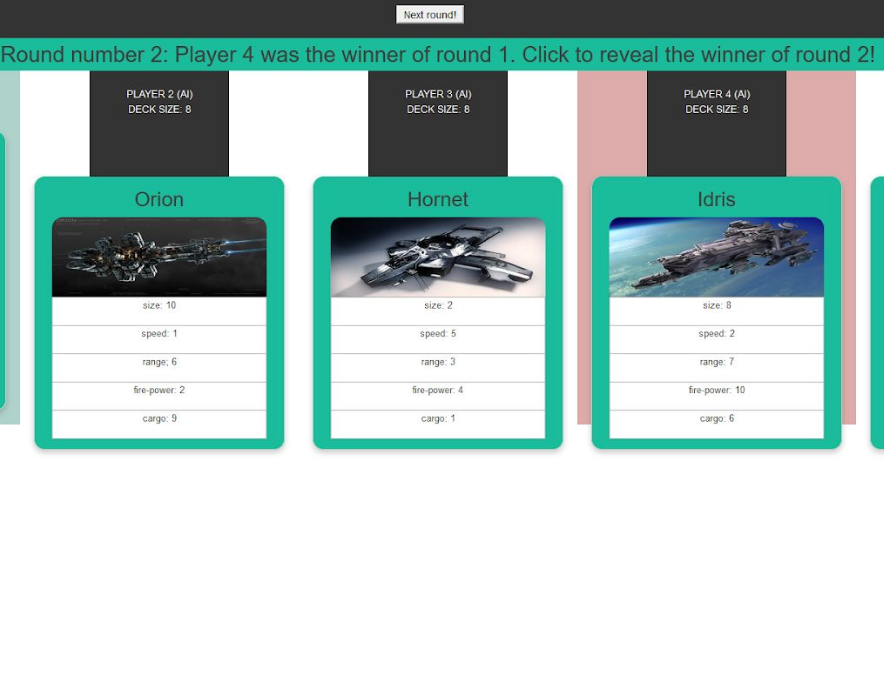 Next round!
Round number 2: Player 4 was the winner of round 1. Click to reveal the winner of round 2!
PLAYER 2 (AI)
DECK SIZE: 8
Orion
size: 10
speed: 1
range; 6
fire-power: 2
cargo: 9
PLAYER 3 (AI)
DECK SIZE: 8
Hornet
size: 2
speed: 5
range: 3
fire-power: 4
cargo: 1
PLAYER 4 (AI)
DECK SIZE: 8
Idris
size: 8
speed: 2
range: 7
fire-power: 10
cargo: 6